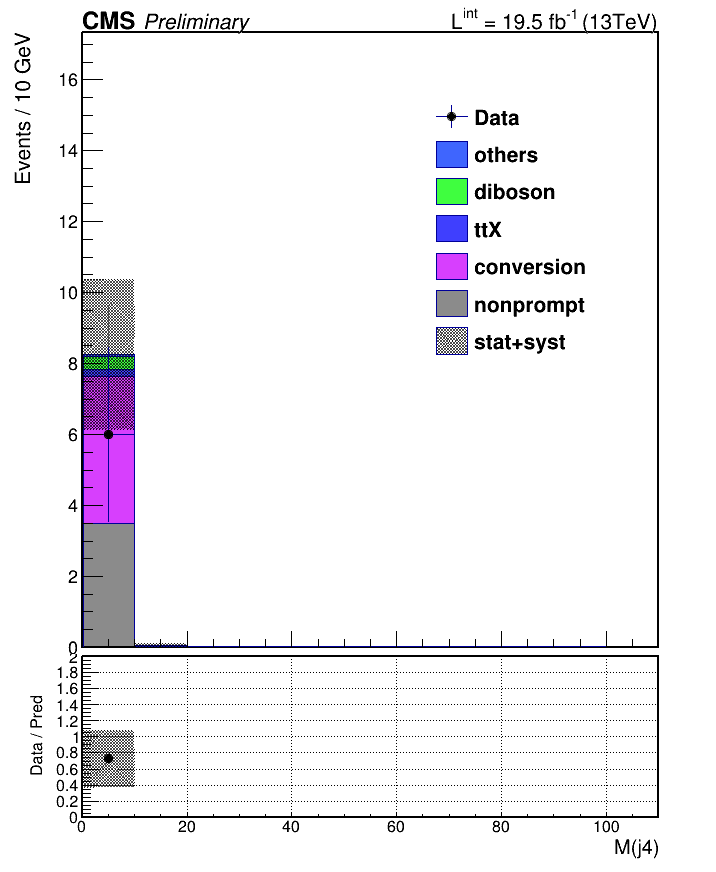 CMS Preliminary L^int = 19.5 fb^-1 (13TeV)
Events / 10 GeV
16
14
12
10
8
6
4
2
0
Data
others
diboson
ttX
conversion
nonprompt
stat+syst
Data / Pred
2
1.8
1.6
1.4
1.2
1
0.8
0.6
0.4
0.2
0
0 20 40 60 80 100
M(j4)